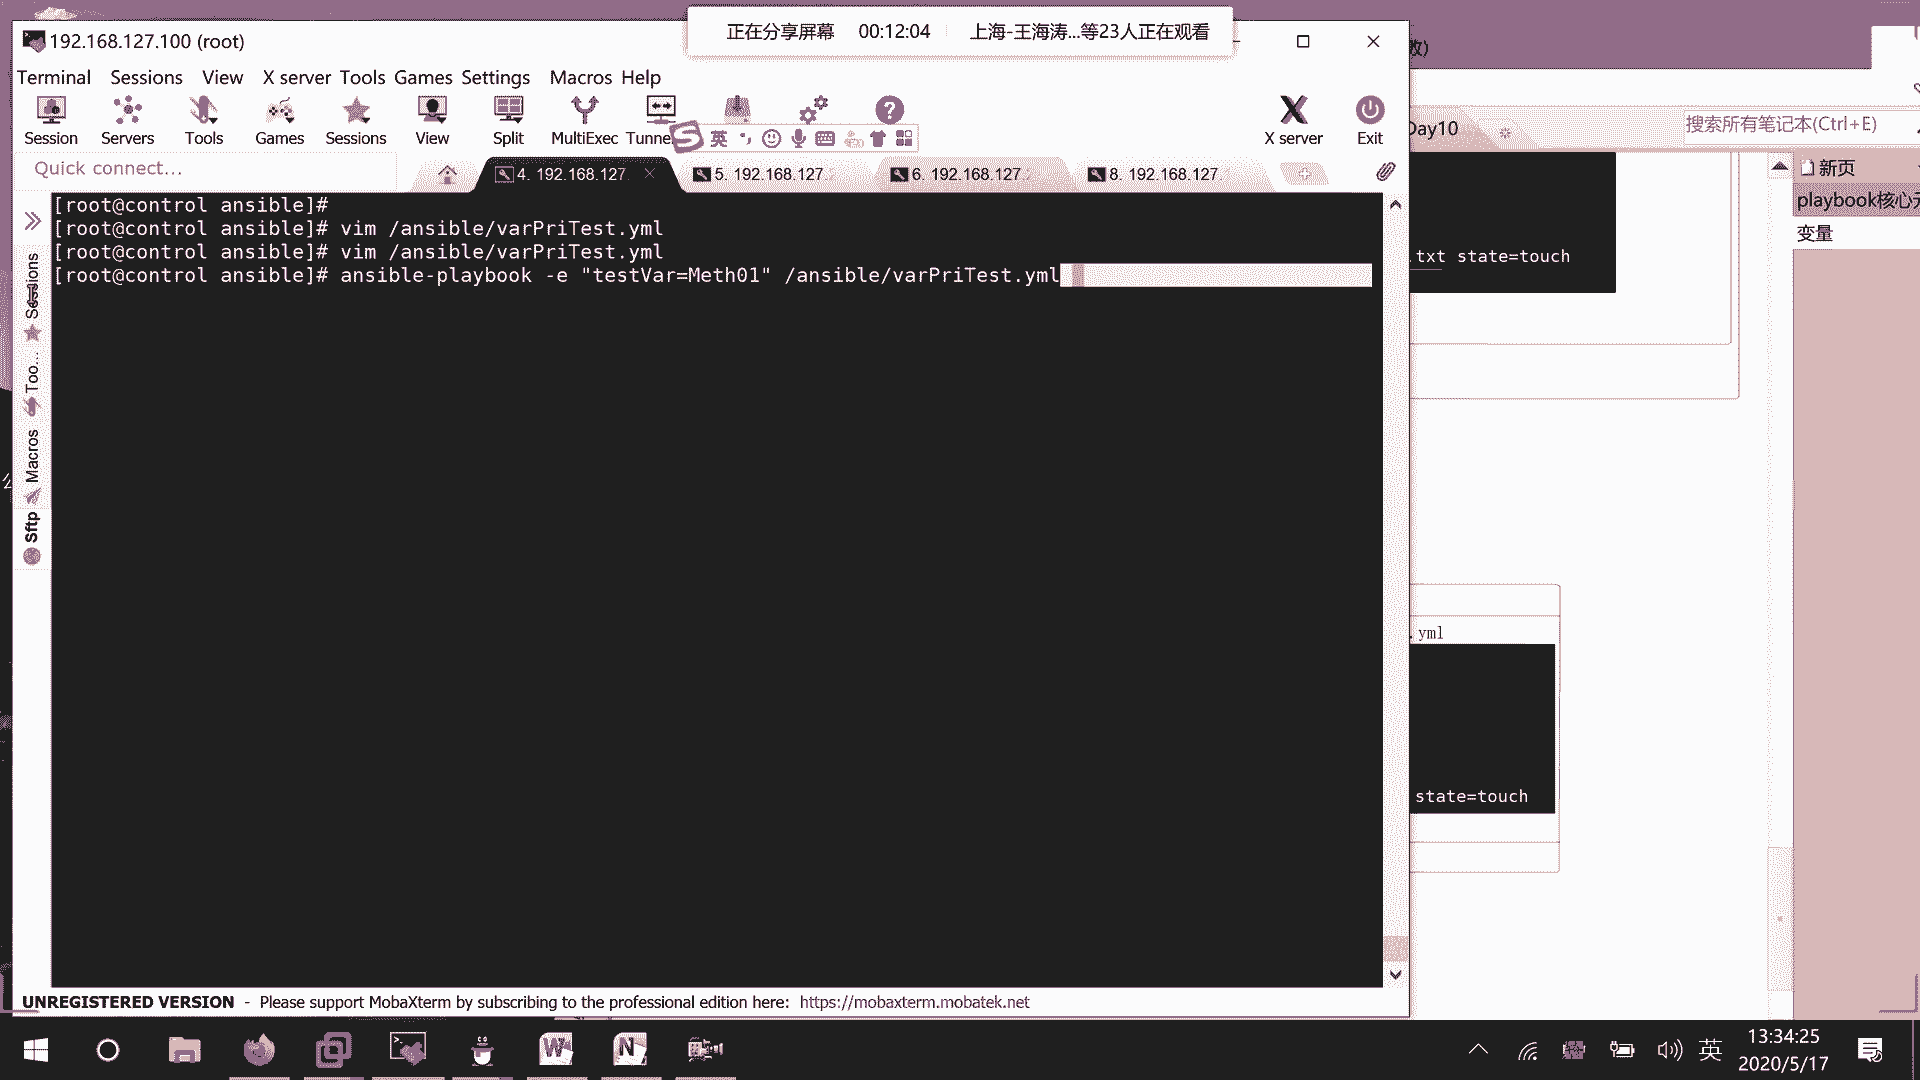 正在分享屏幕 00:12:04 上海-王海涛...等23人正在观看
192.168.127.100 (root)
Terminal Sessions View X server Tools Games Settings Macros Help
Session Servers Tools Games Sessions View Split MultiExec Tunne X server Exit
英
Quick connect...
4. 192.168.127. 5. 192.168.127. 6. 192.168.127. 8. 192.168.127.
[root@control ansible]#
[root@control ansible]# vim /ansible/varPriTest.yml
[root@control ansible]# vim /ansible/varPriTest.yml
[root@control ansible]# ansible-playbook -e "testVar=Meth01" /ansible/varPriTest.yml
Sessions
Too...
Macros
Sftp
Day10
搜索所有笔记本(Ctrl+E)
新页
playbook核心
变量
.txt state=touch
.yml
state=touch
UNREGISTERED VERSION - Please support MobaXterm by subscribing to the professional edition here: https://mobaxterm.mobatek.net
英
13:34:25
2020/5/17